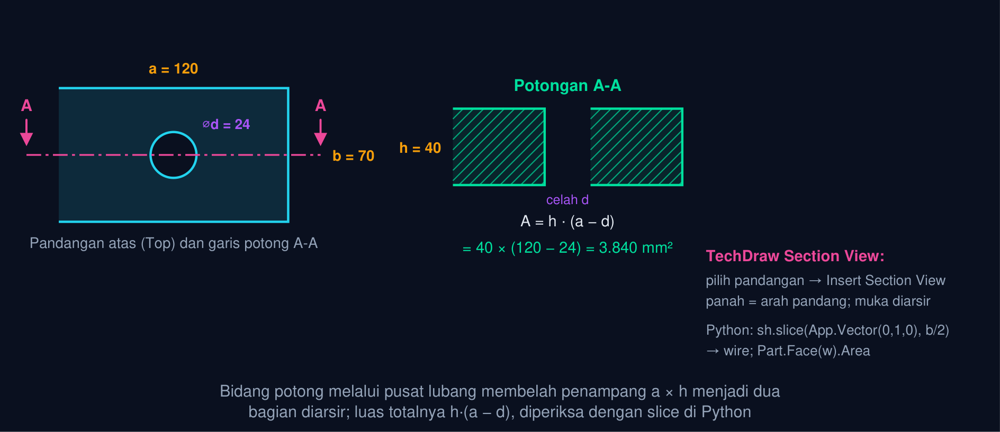 a = 120
A
A
⌀d = 24
b = 70
Pandangan atas (Top) dan garis potong A-A
Potongan A-A
h = 40
celah d
A = h · (a − d)
= 40 × (120 − 24) = 3.840 mm²
TechDraw Section View:
pilih pandangan → Insert Section View
panah = arah pandang; muka diarsir
Python: sh.slice(App.Vector(0,1,0), b/2)
→ wire; Part.Face(w).Area
Bidang potong melalui pusat lubang membelah penampang a × h menjadi dua
bagian diarsir; luas totalnya h·(a − d), diperiksa dengan slice di Python